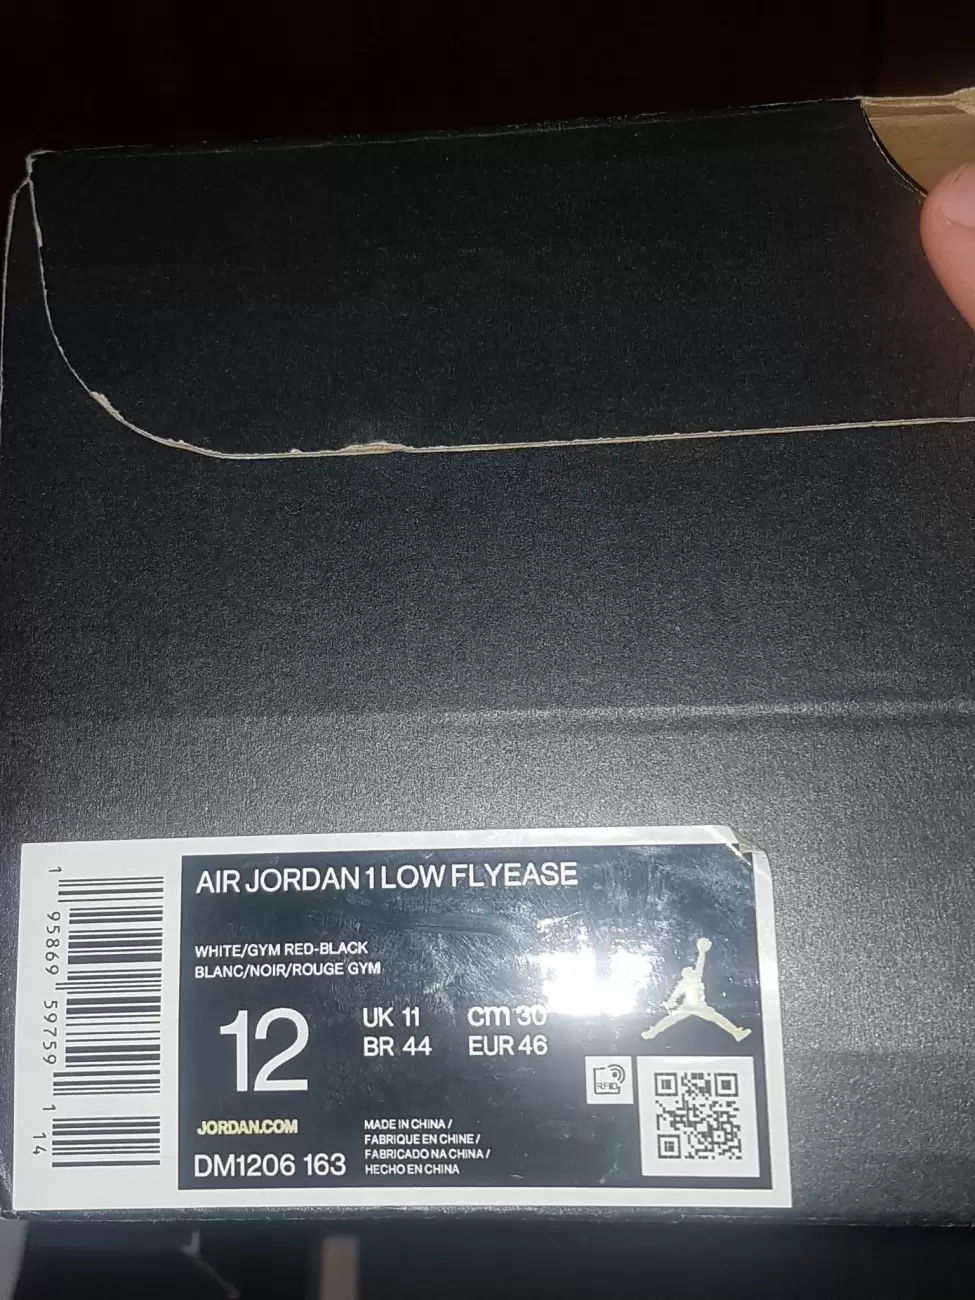 AIR JORDAN 1 LOW FLYEASE
WHITE/GYM RED-BLACK
BLANC/NOIR/ROUGE GYM
12
UK 11
BR 44
cm 30
EUR 46
JORDAN.COM
DM1206 163
MADE IN CHINA /
FABRIQUE EN CHINE /
FABRICADO NA CHINA /
HECHO EN CHINA
RFID
1 95869 59759 1 14